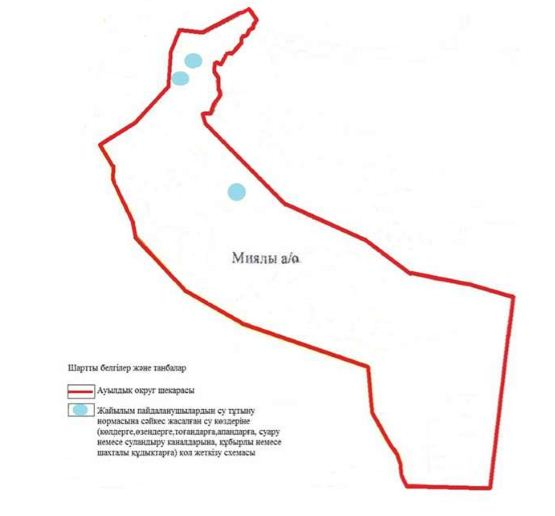 Миялы а/о
Шартты белгілер және таңбалар
Ауылдық округ шекарасы
Жайылым пайдаланушылардын су тұтыну
нормасына сәйкес жасалған су көздеріне
(көлдерге,өзендерге,тоғандарға,апандарға, суару
немесе суландыру каналдарына, құбырлы немесе
шахталы құдықтарға) қол жеткізу схемасы